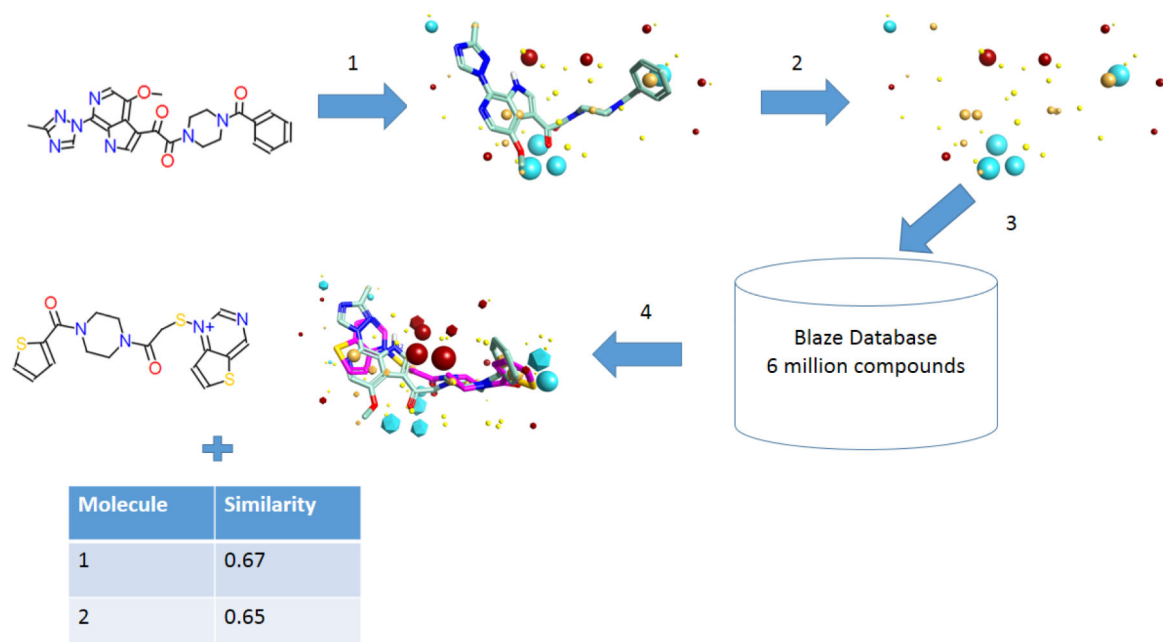 1
2
N
O
O
N
N
N
N
N
N
N
O
O
3
4
O
N
S
N+
N
N
S
O
S
Blaze Database
6 million compounds
Molecule Similarity
1 0.67
2 0.65